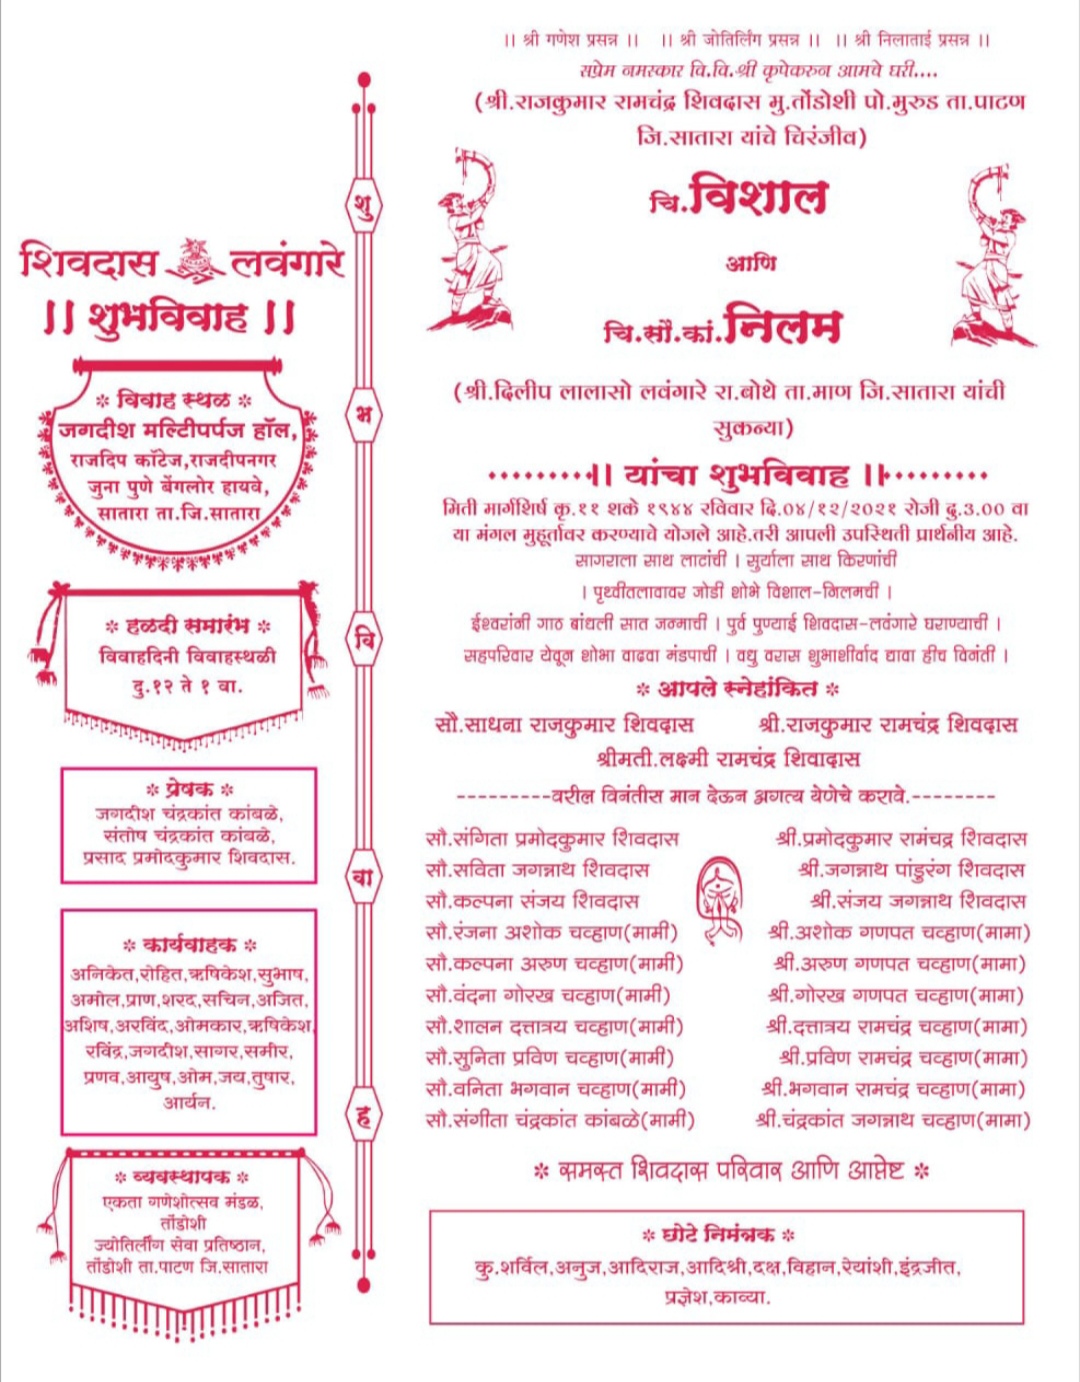 || श्री गणेश प्रसन्न || || श्री जोतिर्लिंग प्रसन्न || || श्री निलाताई प्रसन्न ||
सप्रेम नमस्कार वि.वि.श्री कृपेकरुन आमचे घरी....
(श्री.राजकुमार रामचंद्र शिवदास मु.तोंडोशी पो.मुरुड ता.पाटण
जि.सातारा यांचे चिरंजीव)
चि.विशाल
आणि
चि.सौ.कां.निलम
(श्री.दिलीप लालासो लवंगारे रा.बोथे ता.माण जि.सातारा यांची
सुकन्या)
.........|| यांचा शुभविवाह ||.........
मिती मार्गशिर्ष कृ.११ शके १९४४ रविवार दि.०४/१२/२०२१ रोजी दु.3.00 वा
या मंगल मुहूर्तावर करण्याचे योजले आहे.तरी आपली उपस्थिती प्रार्थनीय आहे.
सागराला साथ लाटांची | सुर्याला साथ किरणांची
| पृथ्वीतलावावर जोडी शोभे विशाल-निलमची |
ईश्वरांनी गाठ बांधली सात जन्माची | पुर्व पुण्याई शिवदास-लवंगारे घराण्याची |
सहपरिवार येवून शोभा वाढवा मंडपाची | वधु वरास शुभाशीर्वाद द्यावा हीच विनंती |
* आपले स्नेहांकित *
सौ.साधना राजकुमार शिवदास श्री.राजकुमार रामचंद्र शिवदास
श्रीमती.लक्ष्मी रामचंद्र शिवादास
---------वरील विनंतीस मान देऊन अगत्य येणेचे करावे.--------
सौ.संगिता प्रमोदकुमार शिवदास श्री.प्रमोदकुमार रामंचद्र शिवदास
सौ.सविता जगन्नाथ शिवदास श्री.जगन्नाथ पांडुरंग शिवदास
सौ.कल्पना संजय शिवदास श्री.संजय जगन्नाथ शिवदास
सौ.रंजना अशोक चव्हाण(मामी) श्री.अशोक गणपत चव्हाण(मामा)
सौ.कल्पना अरुण चव्हाण(मामी) श्री.अरुण गणपत चव्हाण(मामा)
सौ.वंदना गोरख चव्हाण(मामी) श्री.गोरख गणपत चव्हाण(मामा)
सौ.शालन दत्तात्रय चव्हाण(मामी) श्री.दत्तात्रय रामचंद्र चव्हाण(मामा)
सौ.सुनिता प्रविण चव्हाण(मामी) श्री.प्रविण रामचंद्र चव्हाण(मामा)
सौ.वनिता भगवान चव्हाण(मामी) श्री.भगवान रामचंद्र चव्हाण(मामा)
सौ.संगीता चंद्रकांत कांबळे(मामी) श्री.चंद्रकांत जगन्नाथ चव्हाण(मामा)
* समस्त शिवदास परिवार आणि आप्तेष्ट *
* छोटे निमंत्रक *
कु.शर्विल,अनुज,आदिराज,आदिश्री,दक्ष,विहान,रेयांशी,इंद्रजीत,
प्रज्ञेश,काव्या.
शु
भ
वि
वा
ह
शिवदास लवंगारे
|| शुभविवाह ||
* विवाह स्थळ *
जगदीश मल्टिपर्पज हॉल,
राजदिप कॉटेज,राजदीपनगर
जुना पुणे बेंगलोर हायवे,
सातारा ता.जि.सातारा
* हळदी समारंभ *
विवाहदिनी विवाहस्थळी
दु.१२ ते १ वा.
* प्रेषक *
जगदीश चंद्रकांत कांबळे,
संतोष चंद्रकांत कांबळे,
प्रसाद प्रमोदकुमार शिवदास.
* कार्यवाहक *
अनिकेत,रोहित,ऋषिकेश,सुभाष,
अमोल,प्राण,शरद,सचिन,अजित,
अशिष,अरविंद,ओमकार,ऋषिकेश,
रविंद्र,जगदीश,सागर,समीर,
प्रणव,आयुष,ओम,जय,तुषार,
आर्यन.
* व्यवस्थापक *
एकता गणेशोत्सव मंडळ,
तोंडोशी
ज्योतिर्लींग सेवा प्रतिष्ठान,
तोंडोशी ता.पाटण जि.सातारा